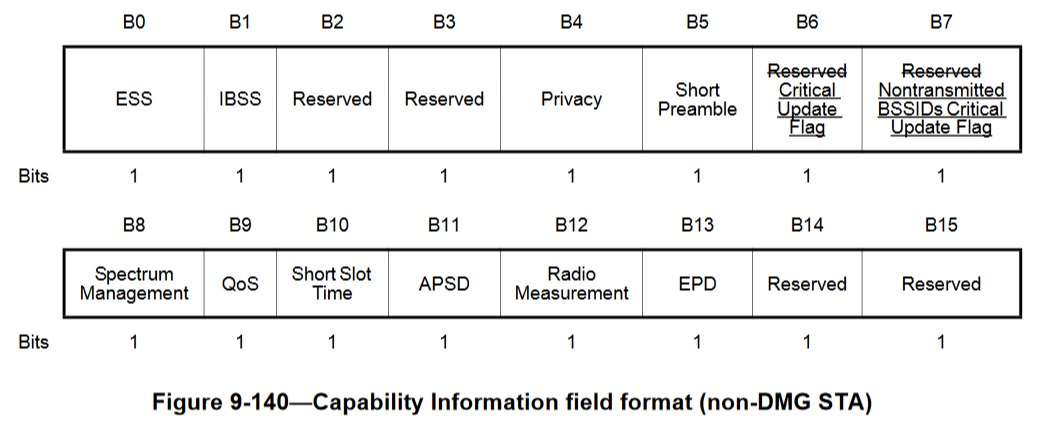 B0 B1 B2 B3 B4 B5 B6 B7
ESS IBSS Reserved Reserved Privacy Short Preamble Reserved Critical Update Flag Reserved Nontransmitted BSSIDs Critical Update Flag
Bits 1 1 1 1 1 1 1 1
B8 B9 B10 B11 B12 B13 B14 B15
Spectrum Management QoS Short Slot Time APSD Radio Measurement EPD Reserved Reserved
Bits 1 1 1 1 1 1 1 1
Figure 9-140—Capability Information field format (non-DMG STA)